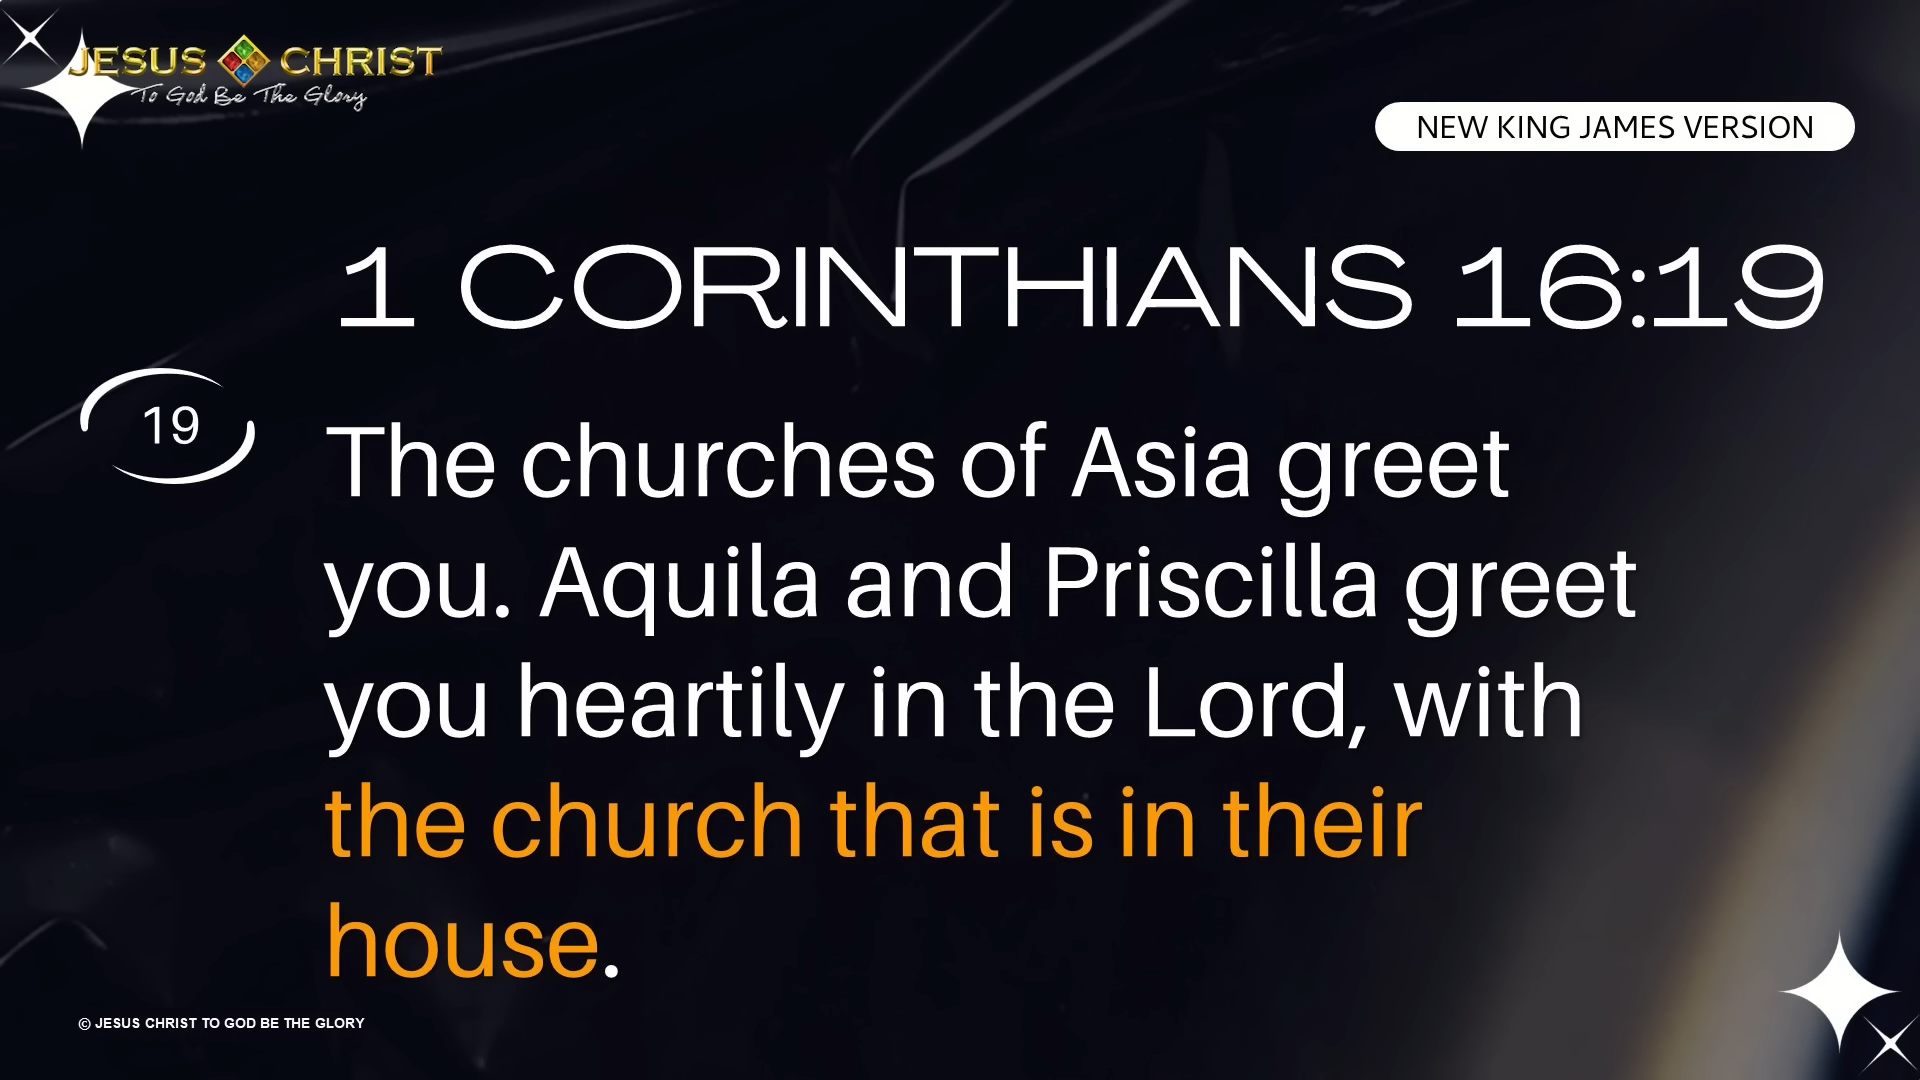 JESUS CHRIST
To God Be The Glory
NEW KING JAMES VERSION
1 CORINTHIANS 16:19
19
The churches of Asia greet
you. Aquila and Priscilla greet
you heartily in the Lord, with
the church that is in their
house.
© JESUS CHRIST TO GOD BE THE GLORY